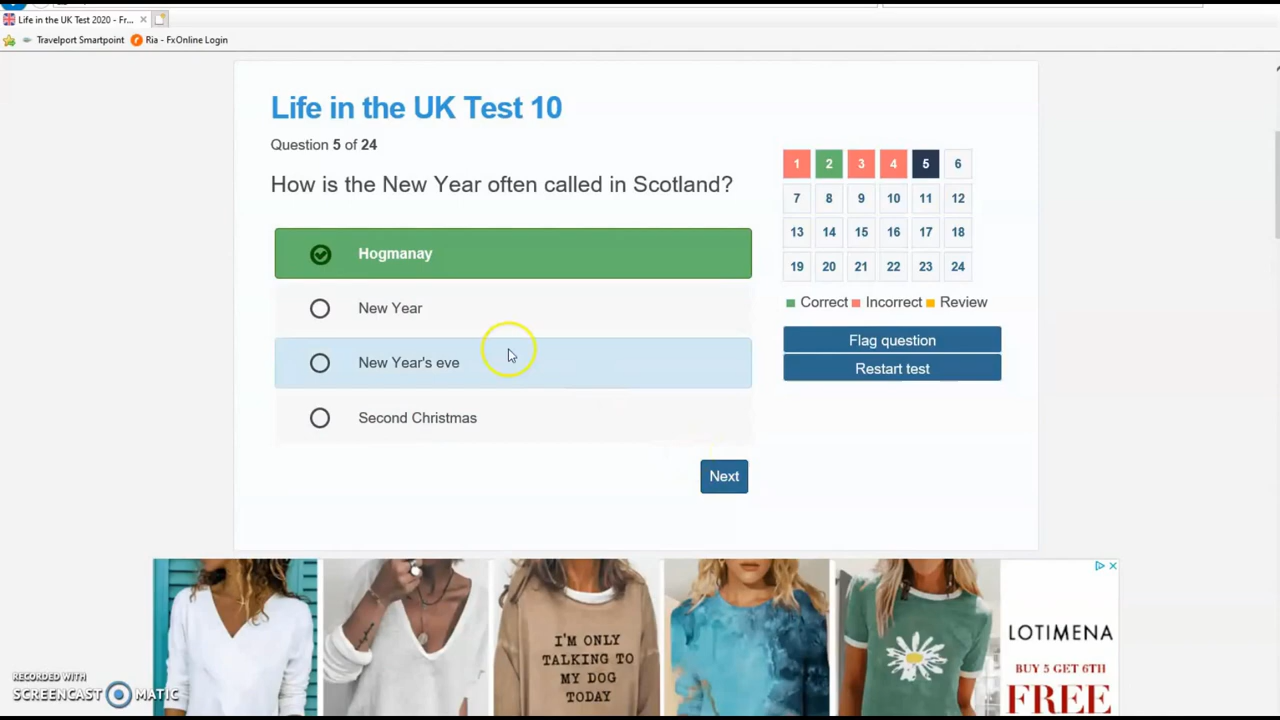 Life in the UK Test 2020 - Fr...
Travelport Smartpoint
Ria - FxOnline Login
Life in the UK Test 10
Question 5 of 24
How is the New Year often called in Scotland?
Hogmanay
New Year
New Year's eve
Second Christmas
Next
1 2 3 4 5 6
7 8 9 10 11 12
13 14 15 16 17 18
19 20 21 22 23 24
Correct Incorrect Review
Flag question
Restart test
I'M ONLY
TALKING TO
MY DOG
TODAY
LOTIMENA
BUY 5 GET 6TH
FREE
RECORDED WITH
SCREENCAST MATIC